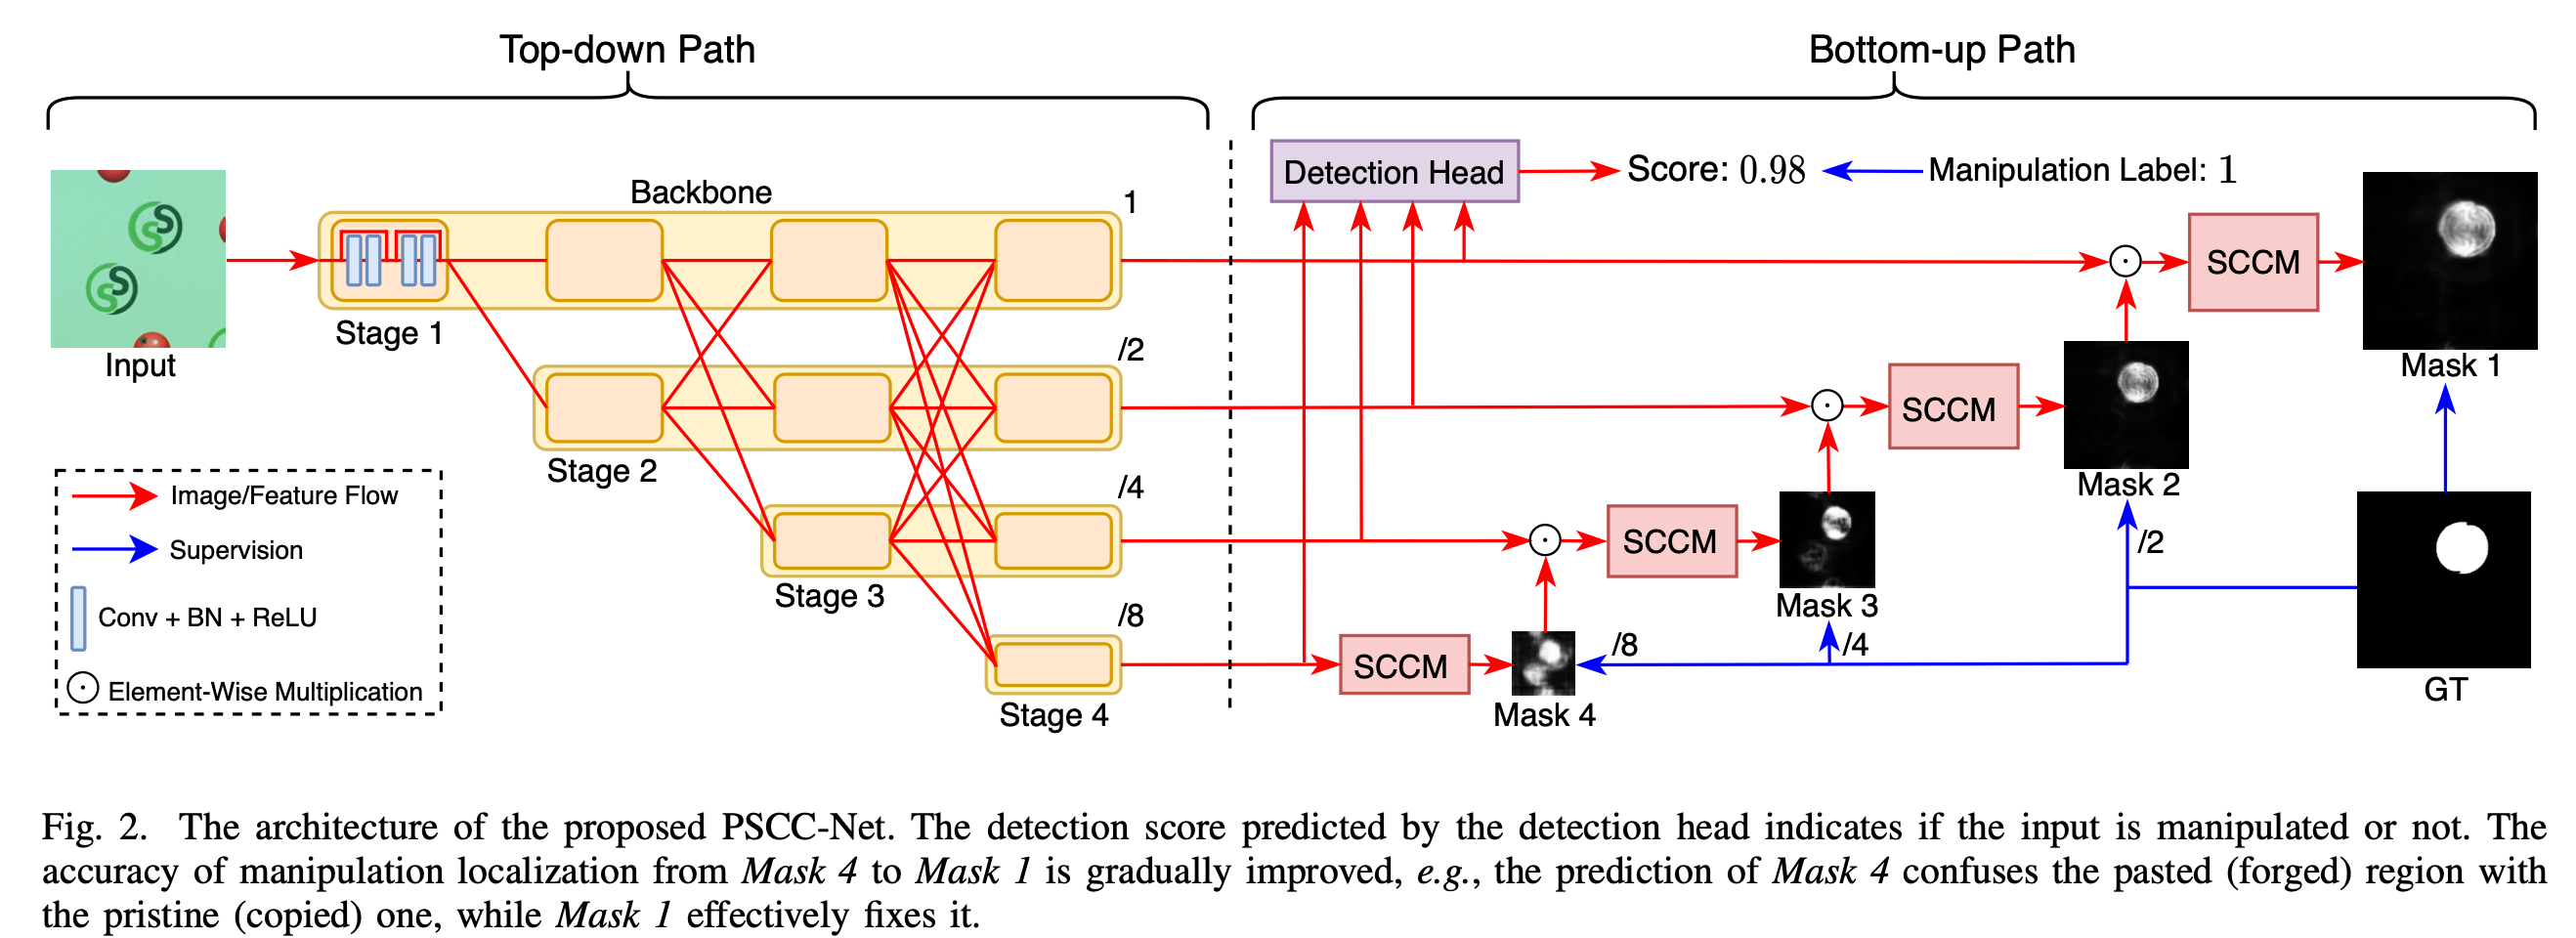 Top-down Path
Bottom-up Path
Backbone
1
Detection Head
Score: 0.98
Manipulation Label: 1
SCCM
Mask 1
Input
Stage 1
/2
SCCM
Mask 2
Stage 2
/4
SCCM
Mask 3
Stage 3
/8
SCCM
Mask 4
Stage 4
/8
/4
/2
GT
Image/Feature Flow
Supervision
Conv + BN + ReLU
Element-Wise Multiplication
Fig. 2. The architecture of the proposed PSCC-Net. The detection score predicted by the detection head indicates if the input is manipulated or not. The
accuracy of manipulation localization from Mask 4 to Mask 1 is gradually improved, e.g., the prediction of Mask 4 confuses the pasted (forged) region with
the pristine (copied) one, while Mask 1 effectively fixes it.